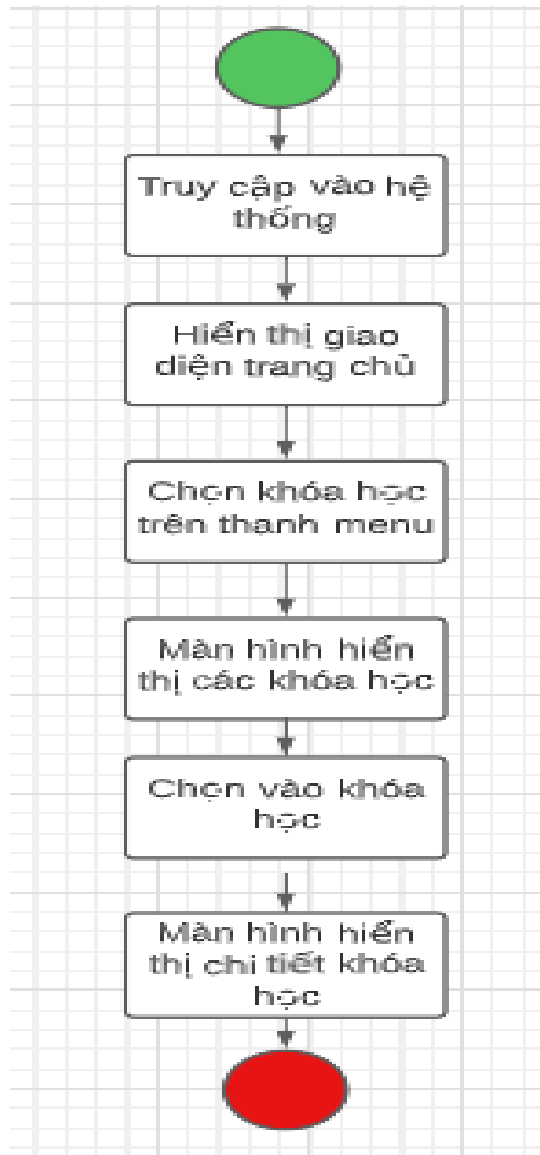 Truy cập vào hệ
thống
Hiển thị giao
diện trang chủ
Chọn khóa học
trên thanh menu
Màn hình hiển
thị các khóa học
Chọn vào khóa
học
Màn hình hiển
thị chi tiết khóa
học